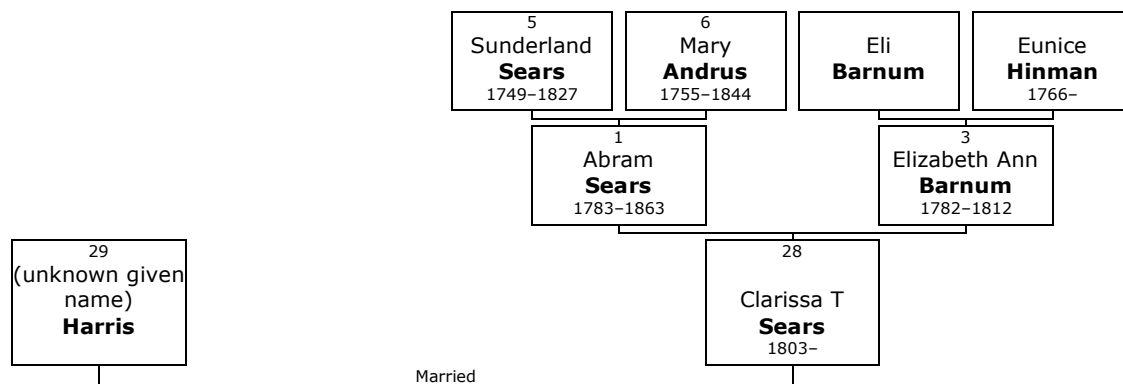 5
Sunderland
Sears
1749–1827
6
Mary
Andrus
1755–1844
Eli
Barnum
Eunice
Hinman
1766–
1
Abram
Sears
1783–1863
3
Elizabeth Ann
Barnum
1782–1812
29
(unknown given
name)
Harris
28
Clarissa T
Sears
1803–
Married